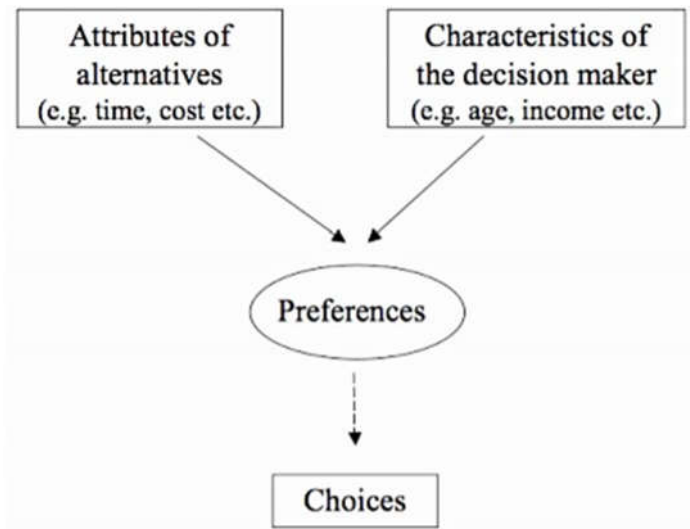 Attributes of
alternatives
(e.g. time, cost etc.)
Characteristics of
the decision maker
(e.g. age, income etc.)
Preferences
Choices